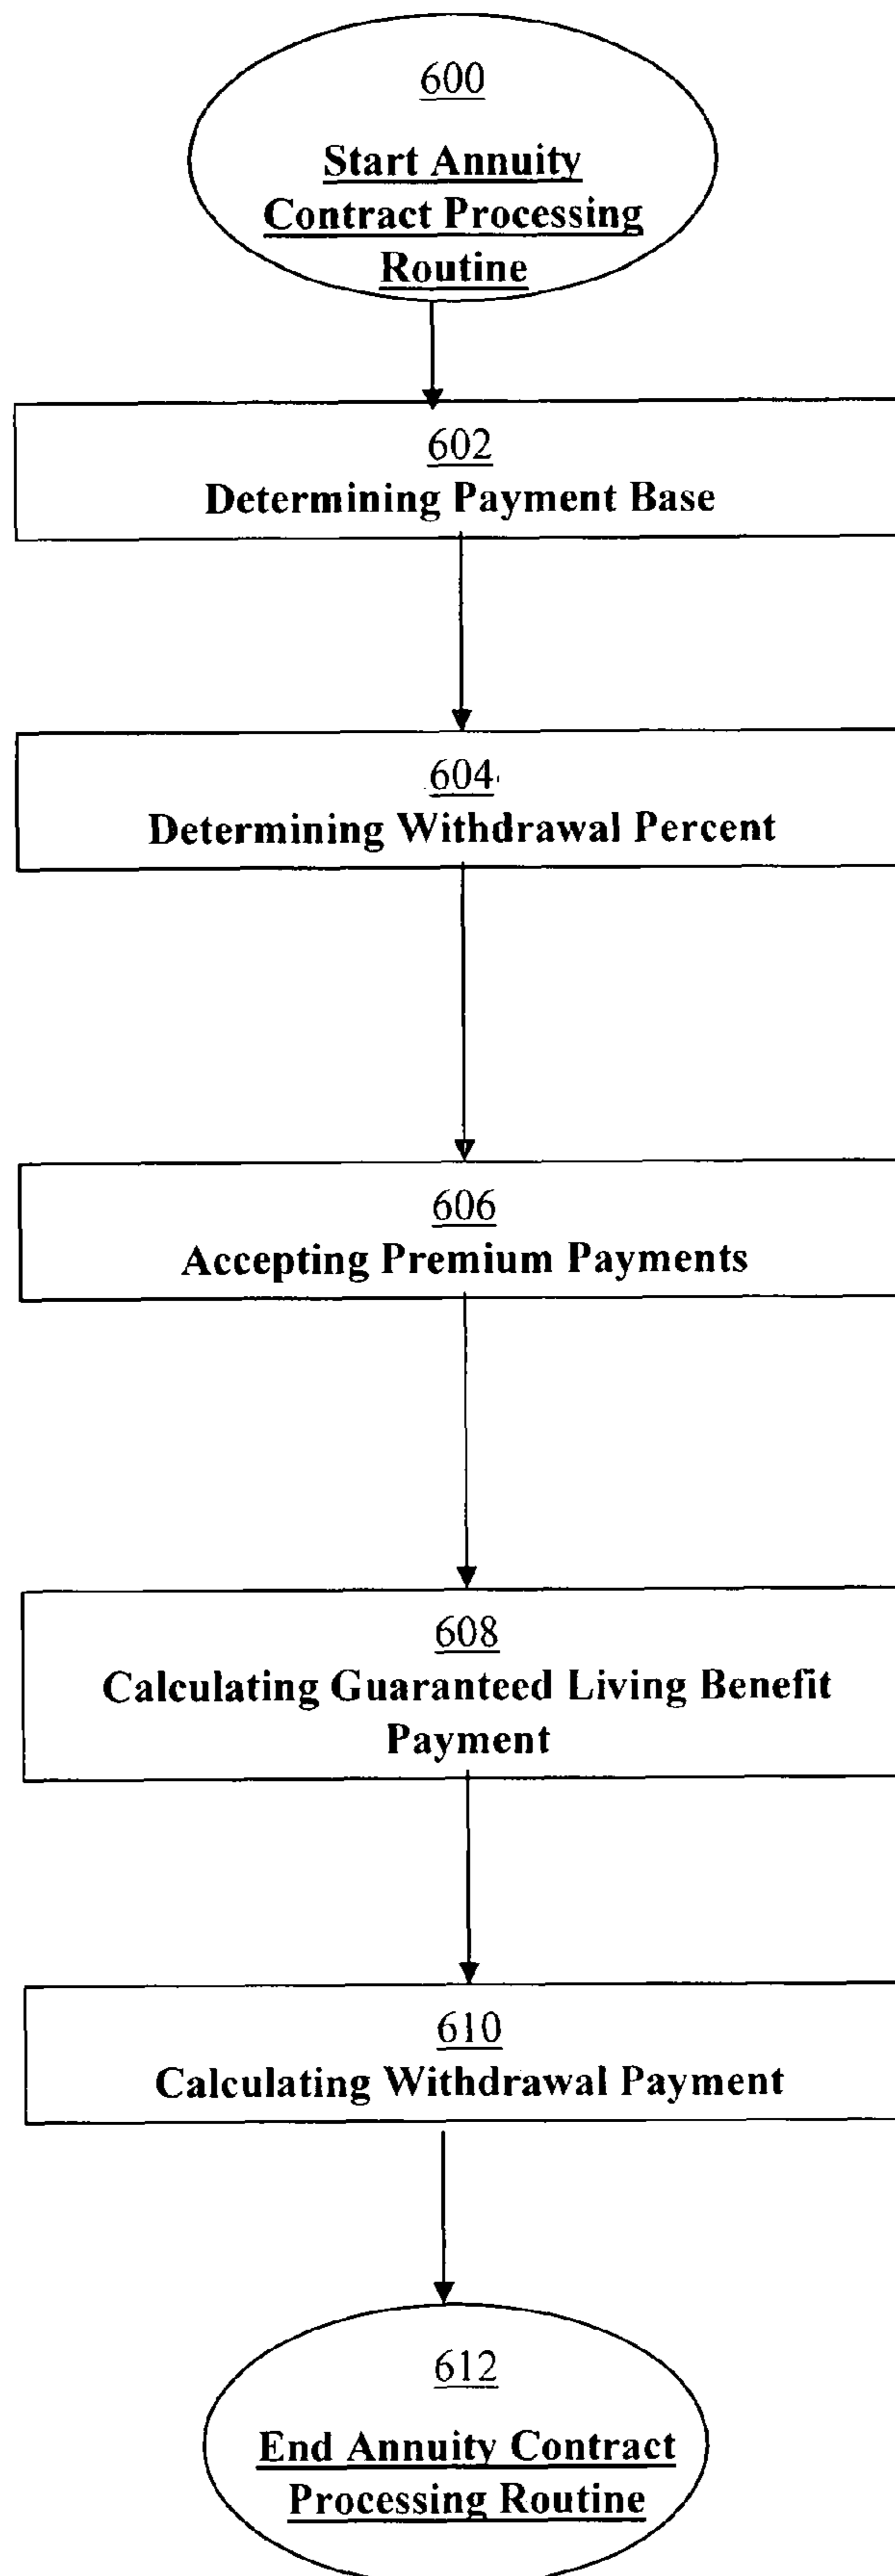 600
Start Annuity
Contract Processing
Routine
602
Determining Payment Base
604
Determining Withdrawal Percent
606
Accepting Premium Payments
608
Calculating Guaranteed Living Benefit
Payment
610
Calculating Withdrawal Payment
612
End Annuity Contract
Processing Routine